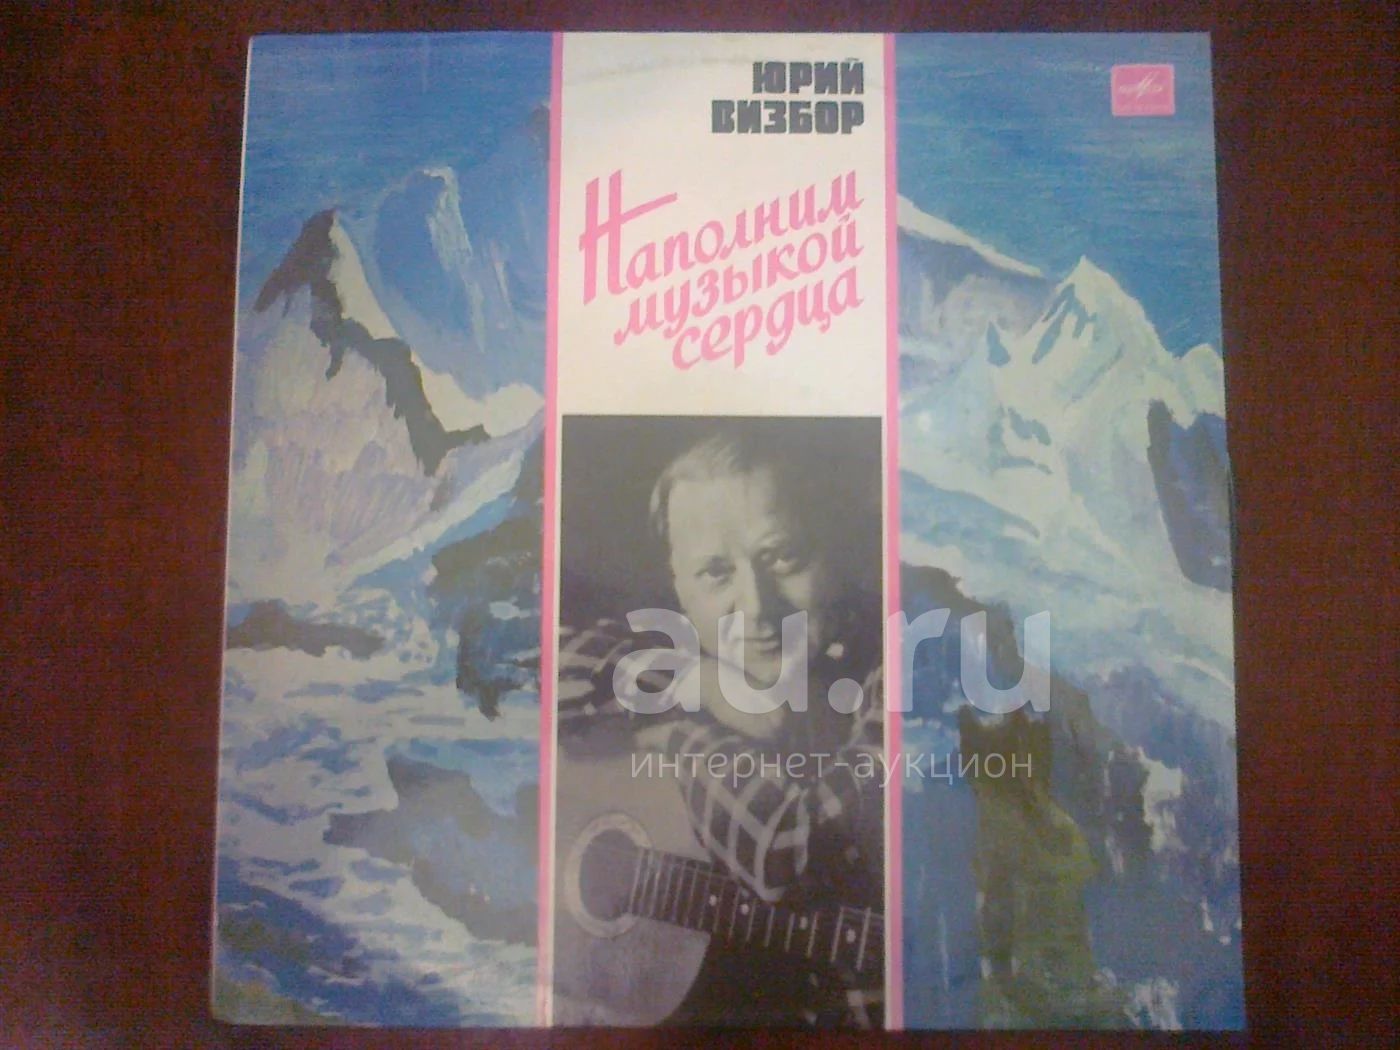 ЮРИЙ
ВИЗБОР
Наполним
музыкой
сердца
au.ru
интернет-аукцион